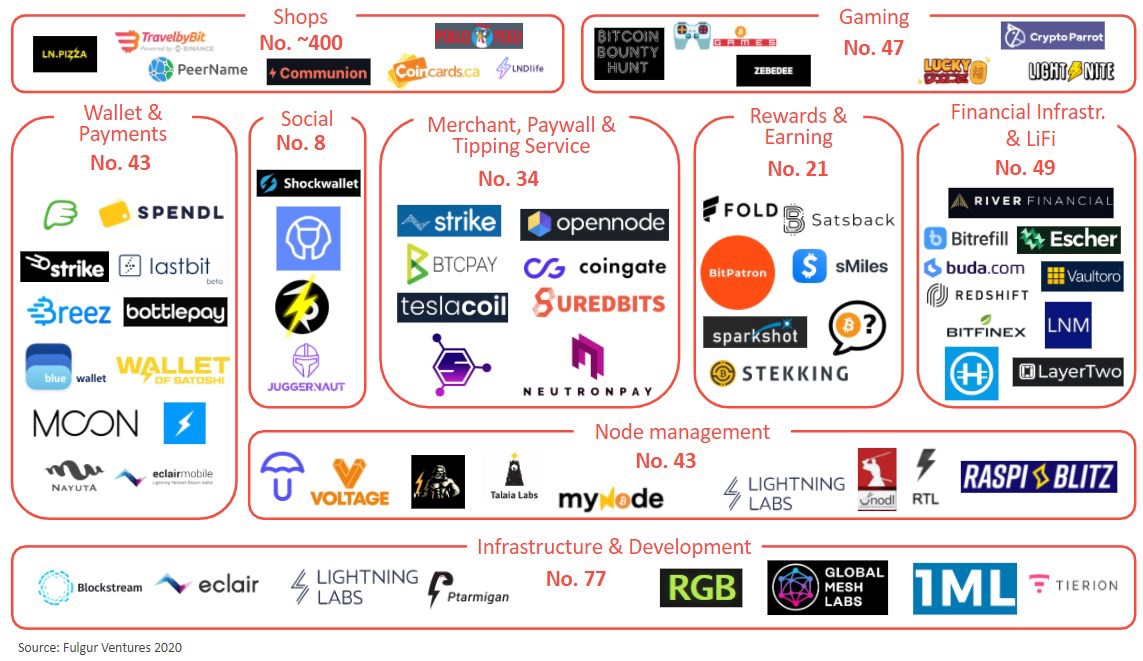 Shops
No. ~400
LN.PIZZA
TravelbyBit
Powered by BINANCE
PeerName
Communion
POLLO FEED
Coincards.ca
LNDlife
Gaming
No. 47
BITCOIN
BOUNTY
HUNT
GAMES
ZEBEDEE
CryptoParrot
LUCKY
DICE
LIGHT NITE
Wallet &
Payments
No. 43
SPENDL
strike
lastbit
beta
Breez
bottlepay
blue wallet
WALLET
OF SATOSHI
MOON
NAYUTA
eclairmobile
Social
No. 8
Shockwallet
JUGGERNAUT
Merchant, Paywall &
Tipping Service
No. 34
strike
opennode
BTCPAY
coingate
teslacoil
SUREDBITS
NEUTRONPAY
Rewards &
Earning
No. 21
FOLD
Satsback
BitPatron
sMiles
sparkshot
?
STEKKING
Financial Infrastr.
& LiFi
No. 49
RIVER FINANCIAL
Bitrefill
Escher
buda.com
Vaultoro
REDSHIFT
BITFINEX
LNM
LayerTwo
Node management
No. 43
VOLTAGE
Talaia Labs
myNode
LIGHTNING
LABS
nodl
RTL
RASPIBLITZ
Infrastructure & Development
No. 77
Blockstream
eclair
LIGHTNING
LABS
Ptarmigan
RGB
GLOBAL
MESH
LABS
1ML
TIERION
Source: Fulgur Ventures 2020